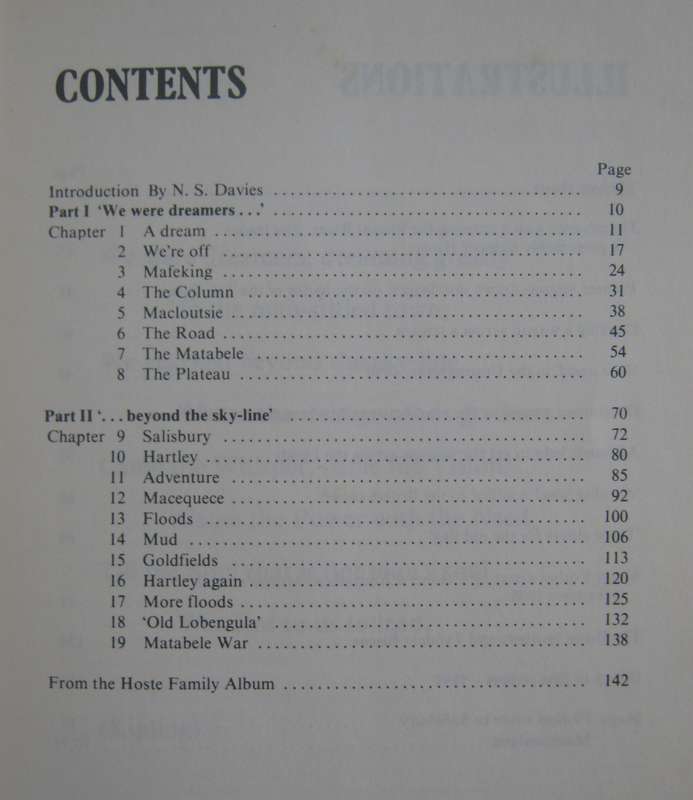 CONTENTS
Page
Introduction By N. S. Davies .................................... 9
Part I 'We were dreamers...' .................................... 10
Chapter 1 A dream .................................... 11
2 We're off .................................... 17
3 Mafeking .................................... 24
4 The Column .................................... 31
5 Macloutsie .................................... 38
6 The Road .................................... 45
7 The Matabele .................................... 54
8 The Plateau .................................... 60
Part II '... beyond the sky-line' .................................... 70
Chapter 9 Salisbury .................................... 72
10 Hartley .................................... 80
11 Adventure .................................... 85
12 Macequece .................................... 92
13 Floods .................................... 100
14 Mud .................................... 106
15 Goldfields .................................... 113
16 Hartley again .................................... 120
17 More floods .................................... 125
18 'Old Lobengula' .................................... 132
19 Matabele War .................................... 138
From the Hoste Family Album .................................... 142
ILLUSTRATIONS